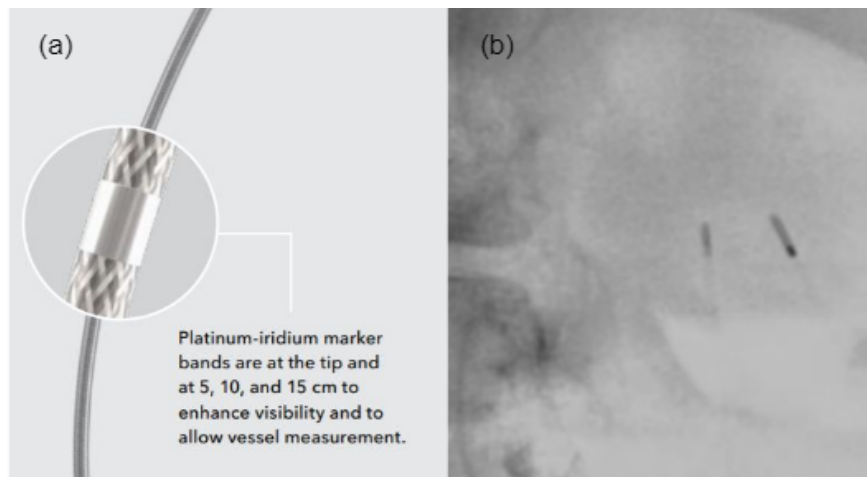 (a)
(b)
Platinum-iridium marker
bands are at the tip and
at 5, 10, and 15 cm to
enhance visibility and to
allow vessel measurement.